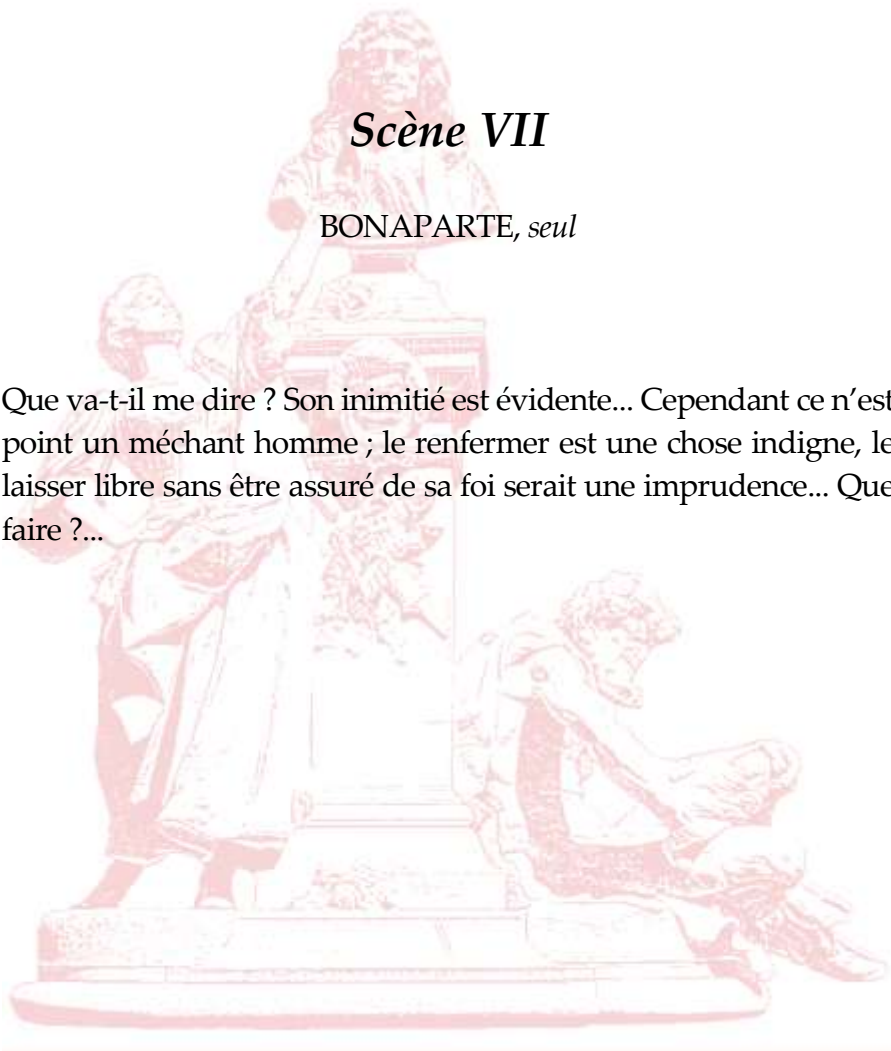 Scène VII
BONAPARTE, seul
Que va-t-il me dire ? Son inimitié est évidente... Cependant ce n’est
point un méchant homme ; le renfermer est une chose indigne, le
laisser libre sans être assuré de sa foi serait une imprudence... Que
faire ?...